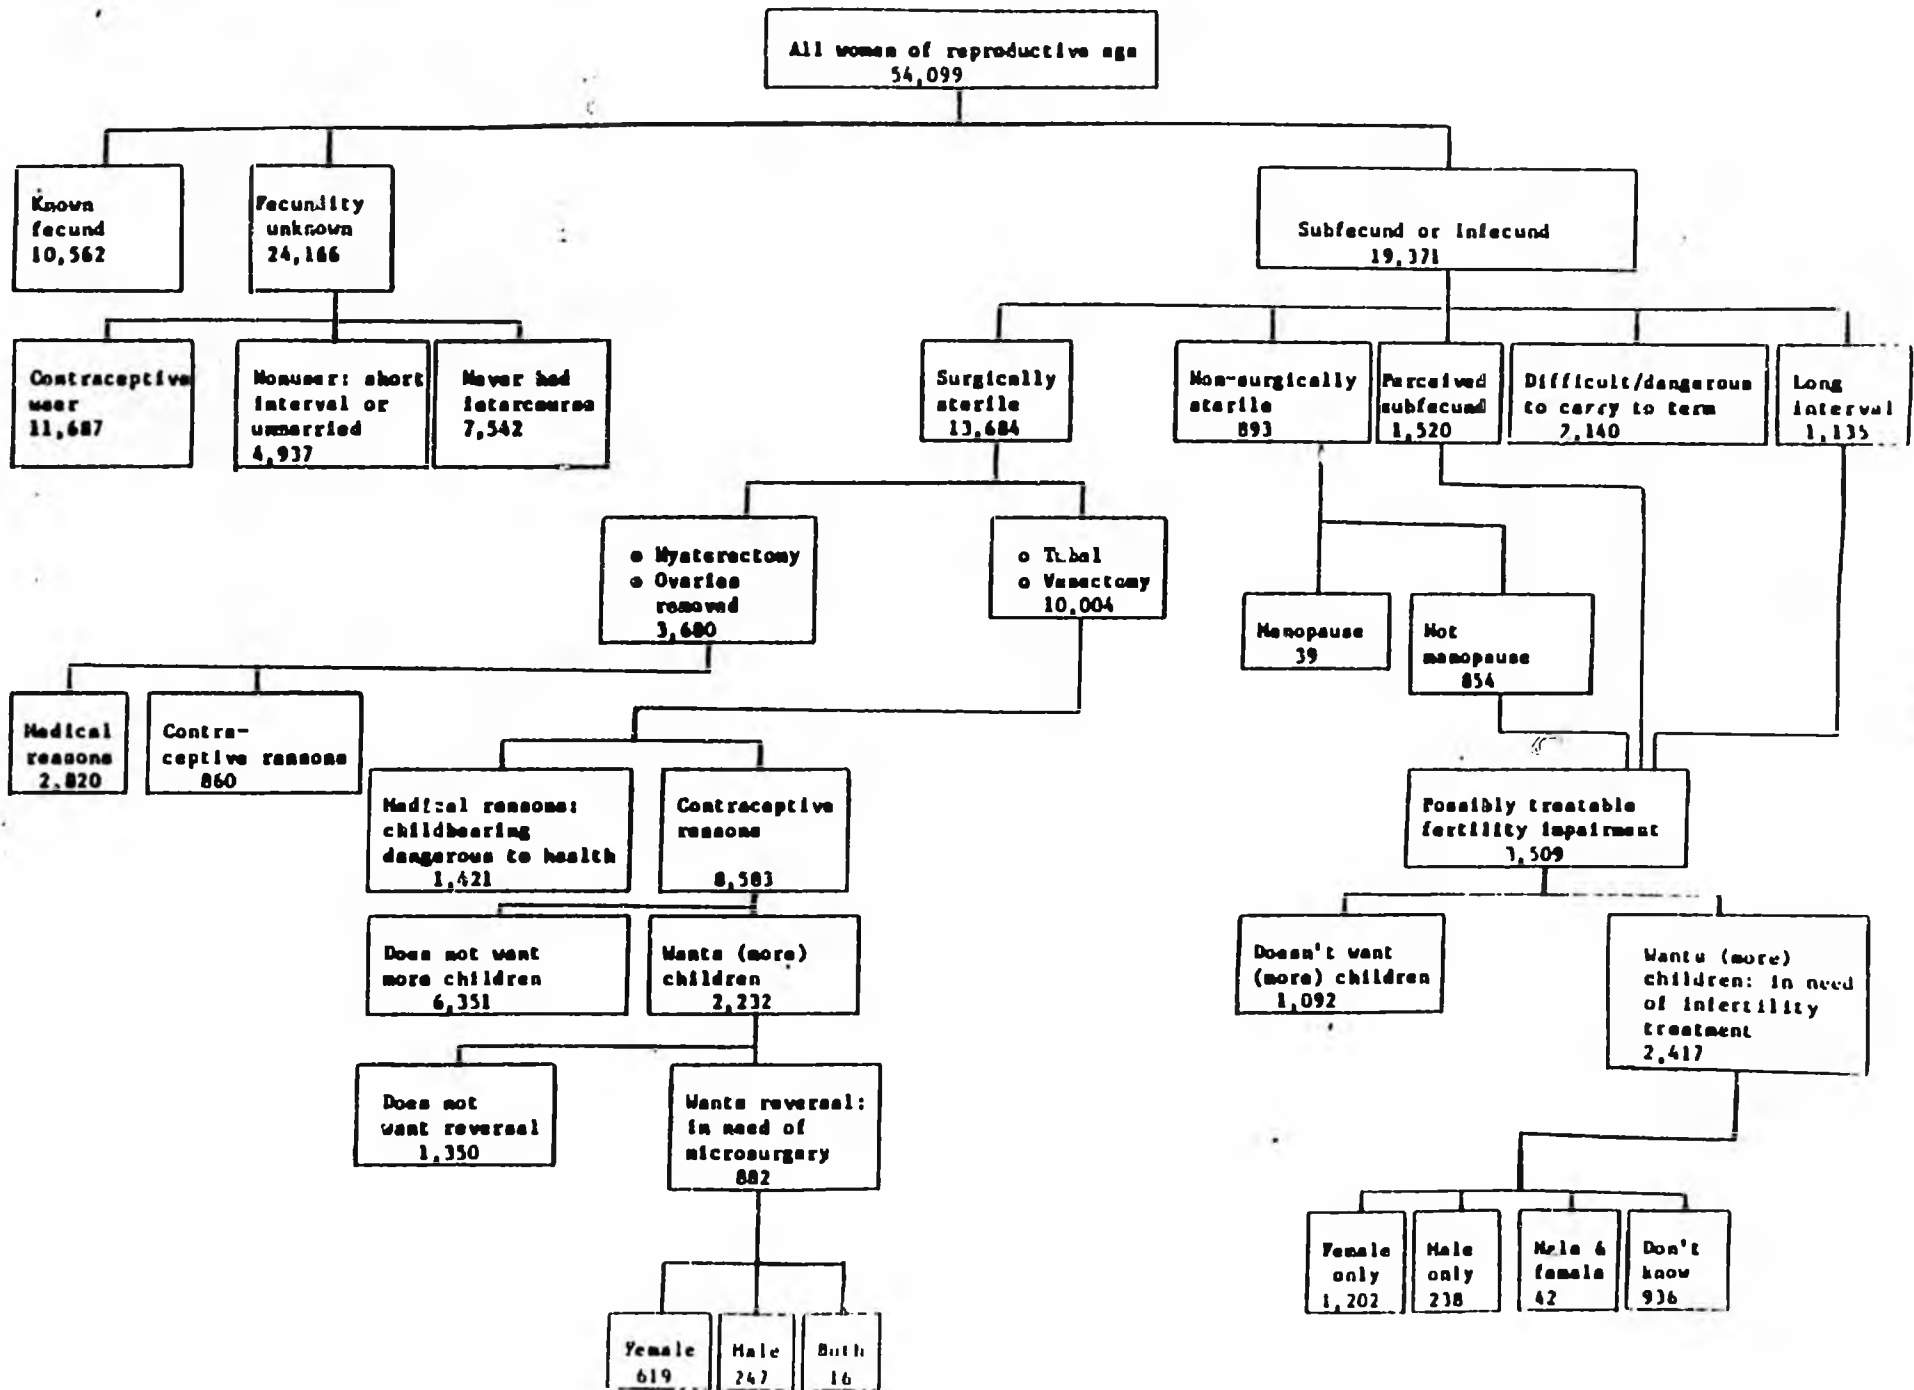 All women of reproductive age
54,099
Known
fecund
10,562
Fecundity
unknown
24,166
Subfecund or Infecund
19,371
Contraceptive
user
11,687
Nonuser: short
interval or
unmarried
4,937
Never had
intercourse
7,542
Surgically
sterile
13,684
Non-surgically
sterile
893
Perceived
subfecund
1,520
Difficult/dangerous
to carry to term
2,140
Long
interval
1,135
● Hysterectomy
● Ovaries
removed
3,680
○ Tubal
○ Vasectomy
10,004
Menopause
39
Not
menopause
854
Medical
reasons
2,820
Contra-
ceptive reasons
860
Medical reasons:
childbearing
dangerous to health
1,421
Contraceptive
reasons
8,583
Possibly treatable
fertility impairment
3,509
Does not want
more children
6,351
Wants (more)
children
2,232
Doesn't want
(more) children
1,092
Wants (more)
children: in need
of infertility
treatment
2,417
Does not
want reversal
1,350
Wants reversal:
in need of
microsurgery
882
Female
only
1,202
Male
only
238
Male &
female
42
Don't
know
936
Female
619
Male
247
Both
16